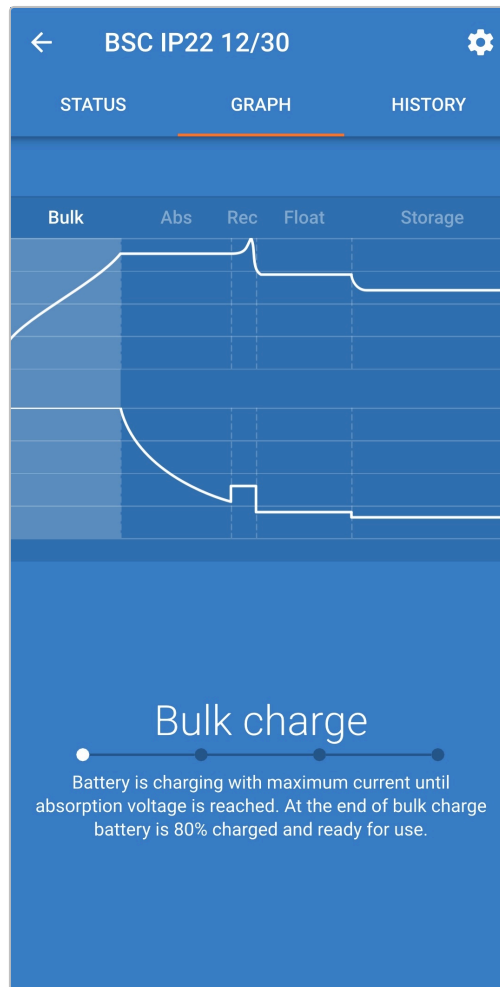 BSC IP22 12/30
STATUS GRAPH HISTORY
Bulk Abs Rec Float Storage
Bulk charge
Battery is charging with maximum current until
absorption voltage is reached. At the end of bulk charge
battery is 80% charged and ready for use.